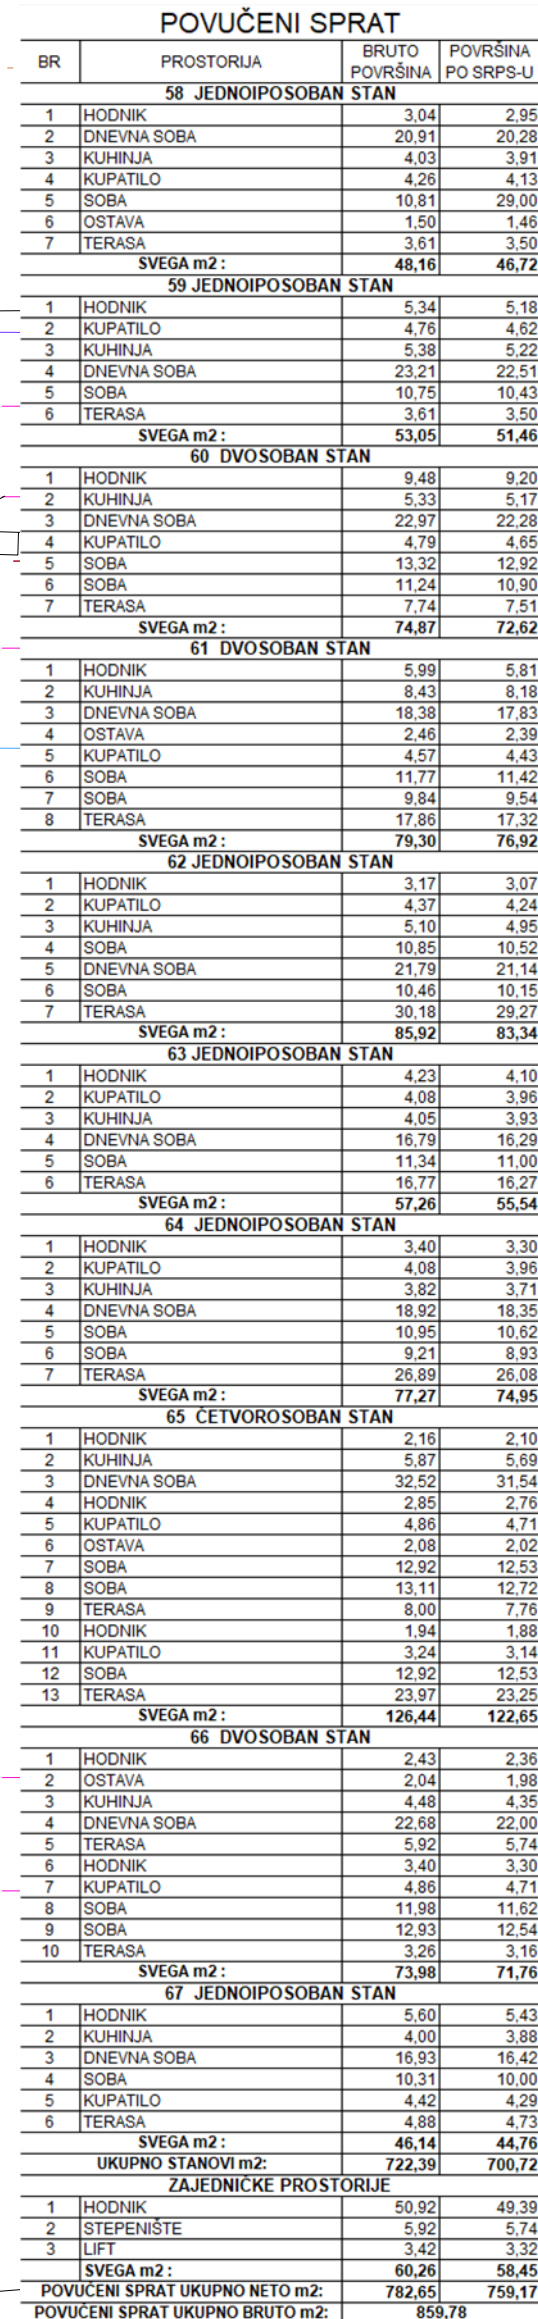 POVUČENI SPRAT
BR PROSTORIJA BRUTO POVRŠINA POVRŠINA PO SRPS-U
58 JEDNOIPOSOBAN STAN
1 HODNIK 3,04 2,95
2 DNEVNA SOBA 20,91 20,28
3 KUHINJA 4,03 3,91
4 KUPATILO 4,26 4,13
5 SOBA 10,81 29,00
6 OSTAVA 1,50 1,46
7 TERASA 3,61 3,50
SVEGA m2 : 48,16 46,72
59 JEDNOIPOSOBAN STAN
1 HODNIK 5,34 5,18
2 KUPATILO 4,76 4,62
3 KUHINJA 5,38 5,22
4 DNEVNA SOBA 23,21 22,51
5 SOBA 10,75 10,43
6 TERASA 3,61 3,50
SVEGA m2 : 53,05 51,46
60 DVOSOBAN STAN
1 HODNIK 9,48 9,20
2 KUHINJA 5,33 5,17
3 DNEVNA SOBA 22,97 22,28
4 KUPATILO 4,79 4,65
5 SOBA 13,32 12,92
6 SOBA 11,24 10,90
7 TERASA 7,74 7,51
SVEGA m2 : 74,87 72,62
61 DVOSOBAN STAN
1 HODNIK 5,99 5,81
2 KUHINJA 8,43 8,18
3 DNEVNA SOBA 18,38 17,83
4 OSTAVA 2,46 2,39
5 KUPATILO 4,57 4,43
6 SOBA 11,77 11,42
7 SOBA 9,84 9,54
8 TERASA 17,86 17,32
SVEGA m2 : 79,30 76,92
62 JEDNOIPOSOBAN STAN
1 HODNIK 3,17 3,07
2 KUPATILO 4,37 4,24
3 KUHINJA 5,10 4,95
4 SOBA 10,85 10,52
5 DNEVNA SOBA 21,79 21,14
6 SOBA 10,46 10,15
7 TERASA 30,18 29,27
SVEGA m2 : 85,92 83,34
63 JEDNOIPOSOBAN STAN
1 HODNIK 4,23 4,10
2 KUPATILO 4,08 3,96
3 KUHINJA 4,05 3,93
4 DNEVNA SOBA 16,79 16,29
5 SOBA 11,34 11,00
6 TERASA 16,77 16,27
SVEGA m2 : 57,26 55,54
64 JEDNOIPOSOBAN STAN
1 HODNIK 3,40 3,30
2 KUPATILO 4,08 3,96
3 KUHINJA 3,82 3,71
4 DNEVNA SOBA 18,92 18,35
5 SOBA 10,95 10,62
6 SOBA 9,21 8,93
7 TERASA 26,89 26,08
SVEGA m2 : 77,27 74,95
65 ČETVOROSOBAN STAN
1 HODNIK 2,16 2,10
2 KUHINJA 5,87 5,69
3 DNEVNA SOBA 32,52 31,54
4 HODNIK 2,85 2,76
5 KUPATILO 4,86 4,71
6 OSTAVA 2,08 2,02
7 SOBA 12,92 12,53
8 SOBA 13,11 12,72
9 TERASA 8,00 7,76
10 HODNIK 1,94 1,88
11 KUPATILO 3,24 3,14
12 SOBA 12,92 12,53
13 TERASA 23,97 23,25
SVEGA m2 : 126,44 122,65
66 DVOSOBAN STAN
1 HODNIK 2,43 2,36
2 OSTAVA 2,04 1,98
3 KUHINJA 4,48 4,35
4 DNEVNA SOBA 22,68 22,00
5 TERASA 5,92 5,74
6 HODNIK 3,40 3,30
7 KUPATILO 4,86 4,71
8 SOBA 11,98 11,62
9 SOBA 12,93 12,54
10 TERASA 3,26 3,16
SVEGA m2 : 73,98 71,76
67 JEDNOIPOSOBAN STAN
1 HODNIK 5,60 5,43
2 KUHINJA 4,00 3,88
3 DNEVNA SOBA 16,93 16,42
4 SOBA 10,31 10,00
5 KUPATILO 4,42 4,29
6 TERASA 4,88 4,73
SVEGA m2 : 46,14 44,76
UKUPNO STANOVI m2: 722,39 700,72
ZAJEDNIČKE PROSTORIJE
1 HODNIK 50,92 49,39
2 STEPENIŠTE 5,92 5,74
3 LIFT 3,42 3,32
SVEGA m2 : 60,26 58,45
POVUČENI SPRAT UKUPNO NETO m2: 782,65 759,17
POVUČENI SPRAT UKUPNO BRUTO m2: 859,78